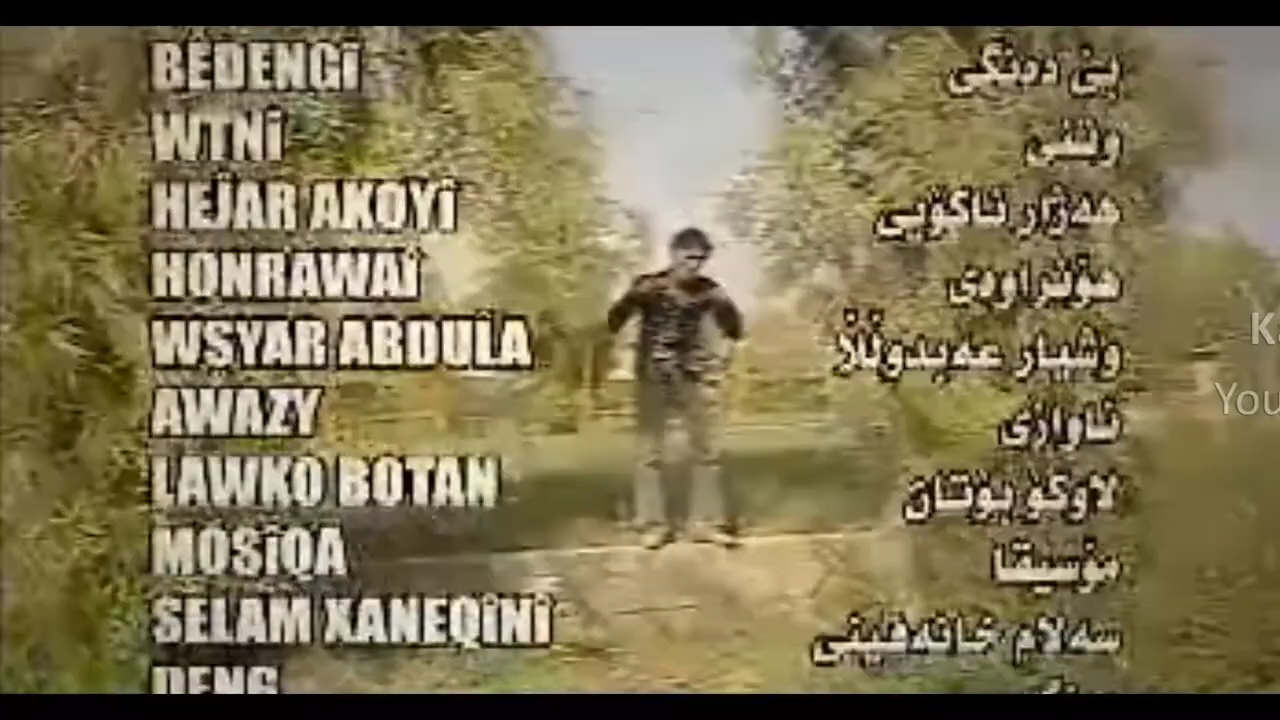 BEDENGİ
بێ دەنگی
WTNİ
وتنی
HEJAR AKOYİ
هەژار ئاکۆیی
HONRAWAİ
هۆنراوەی
WSYAR ABDULA
وشیار عەبدوڵڵا
AWAZY
ئاوازی
LAWKO BOTAN
لاوکۆ بۆتان
MOSİQA
مۆسیقا
SELAM XANEQİNİ
سەلام خانەقینی
DENG